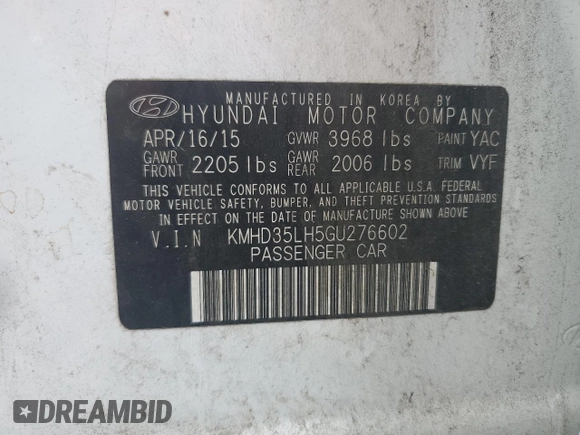 MANUFACTURED IN KOREA BY
HYUNDAI MOTOR COMPANY
APR/16/15 GVWR 3968 lbs PAINT YAC
GAWR FRONT 2205 lbs GAWR REAR 2006 lbs TRIM VYF
THIS VEHICLE CONFORMS TO ALL APPLICABLE U.S.A. FEDERAL
MOTOR VEHICLE SAFETY, BUMPER, AND THEFT PREVENTION STANDARDS
IN EFFECT ON THE DATE OF MANUFACTURE SHOWN ABOVE.
V.I.N KMHD35LH5GU276602
PASSENGER CAR
DREAMBID